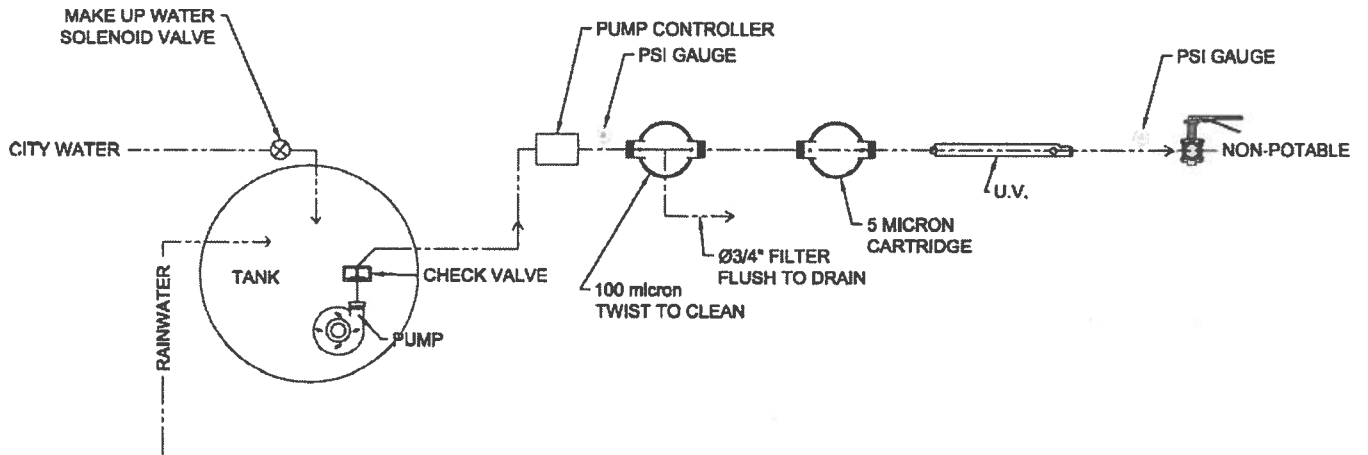 MAKE UP WATER
SOLENOID VALVE
PUMP CONTROLLER
PSI GAUGE
PSI GAUGE
CITY WATER
NON-POTABLE
U.V.
5 MICRON
CARTRIDGE
Ø3/4" FILTER
FLUSH TO DRAIN
TANK
CHECK VALVE
100 micron
TWIST TO CLEAN
RAINWATER
PUMP